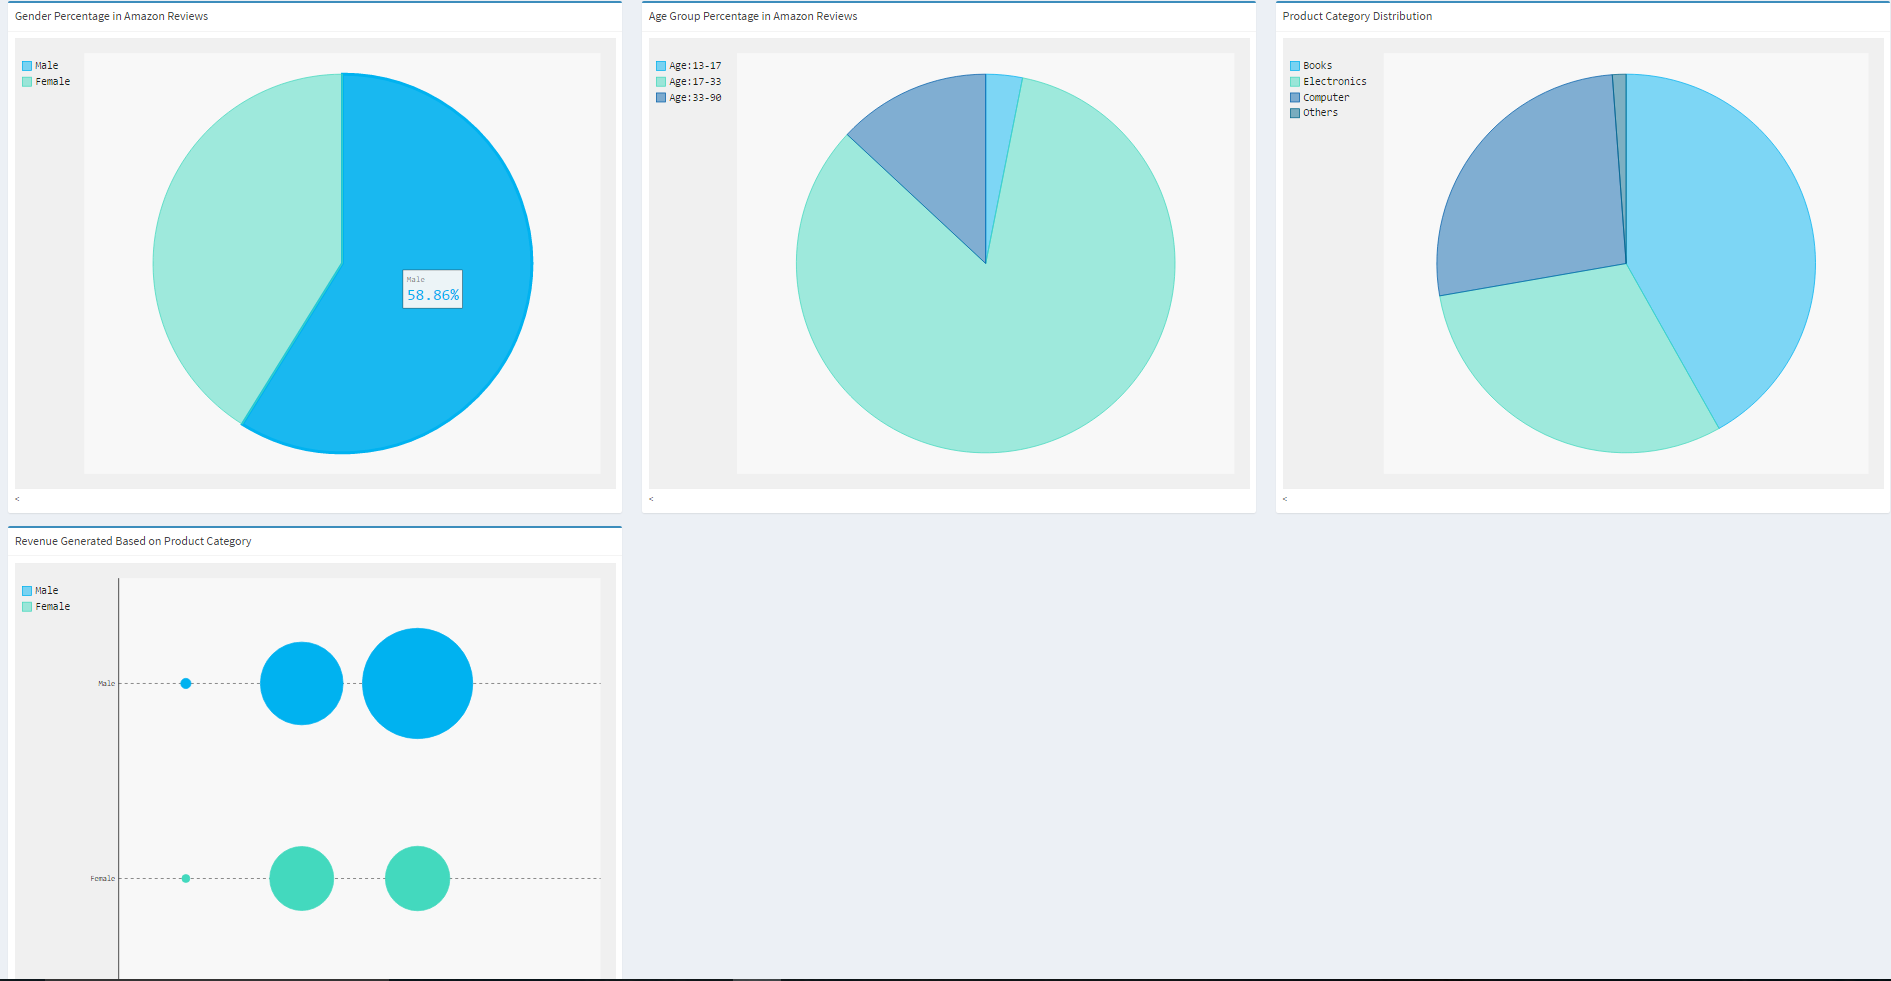 Gender Percentage in Amazon Reviews
Male
Female
Male
58.86%
<
Age Group Percentage in Amazon Reviews
Age:13-17
Age:17-33
Age:33-90
<
Product Category Distribution
Books
Electronics
Computer
Others
<
Revenue Generated Based on Product Category
Male
Female
Male
Female